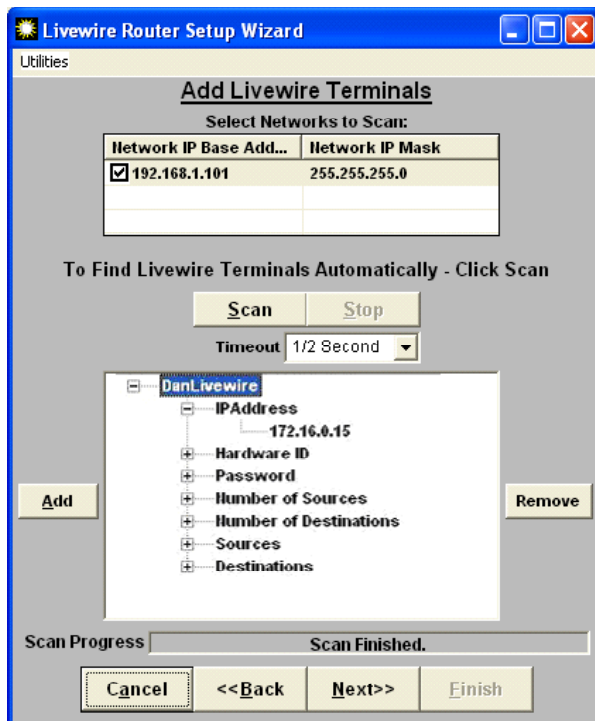 Livewire Router Setup Wizard
Utilities
Add Livewire Terminals
Select Networks to Scan:
Network IP Base Add... Network IP Mask
192.168.1.101 255.255.255.0
To Find Livewire Terminals Automatically - Click Scan
Scan Stop
Timeout 1/2 Second
DanLivewire
IPAddress
172.16.0.15
Hardware ID
Password
Number of Sources
Number of Destinations
Sources
Destinations
Add
Remove
Scan Progress Scan Finished.
Cancel <<Back Next>> Finish